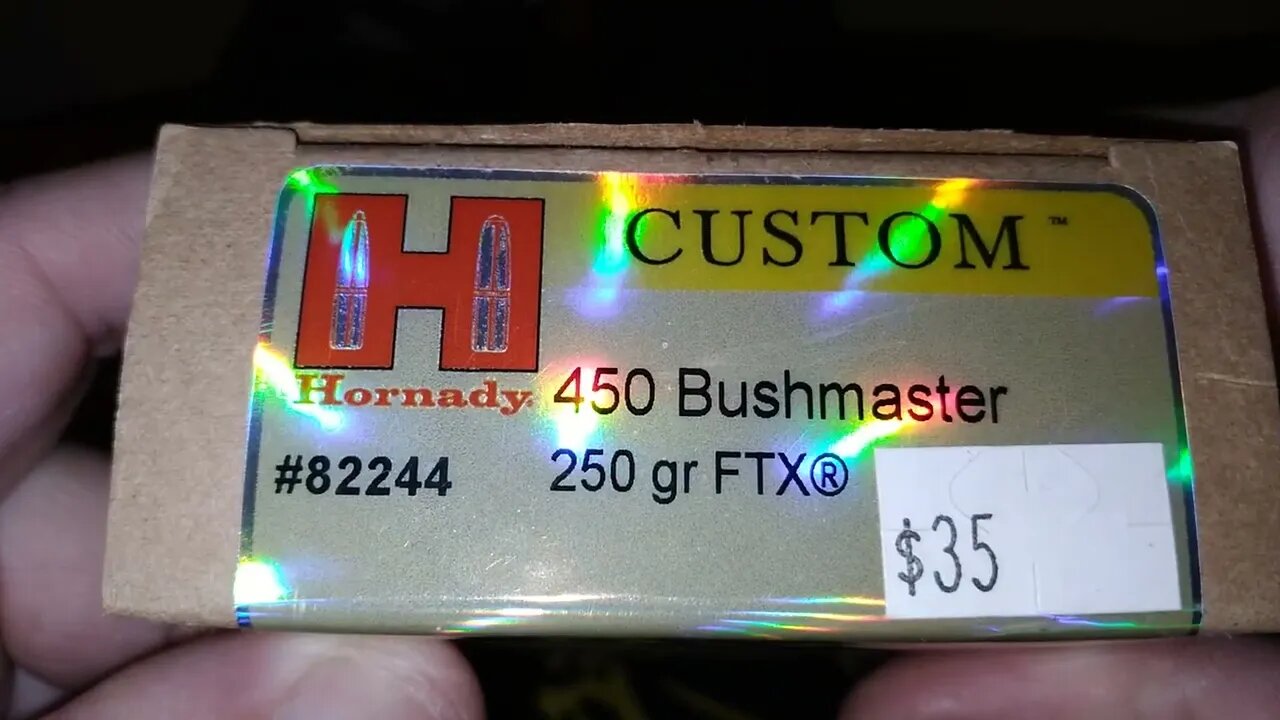 CUSTOM™
Hornady
450 Bushmaster
#82244 250 gr FTX®
$35